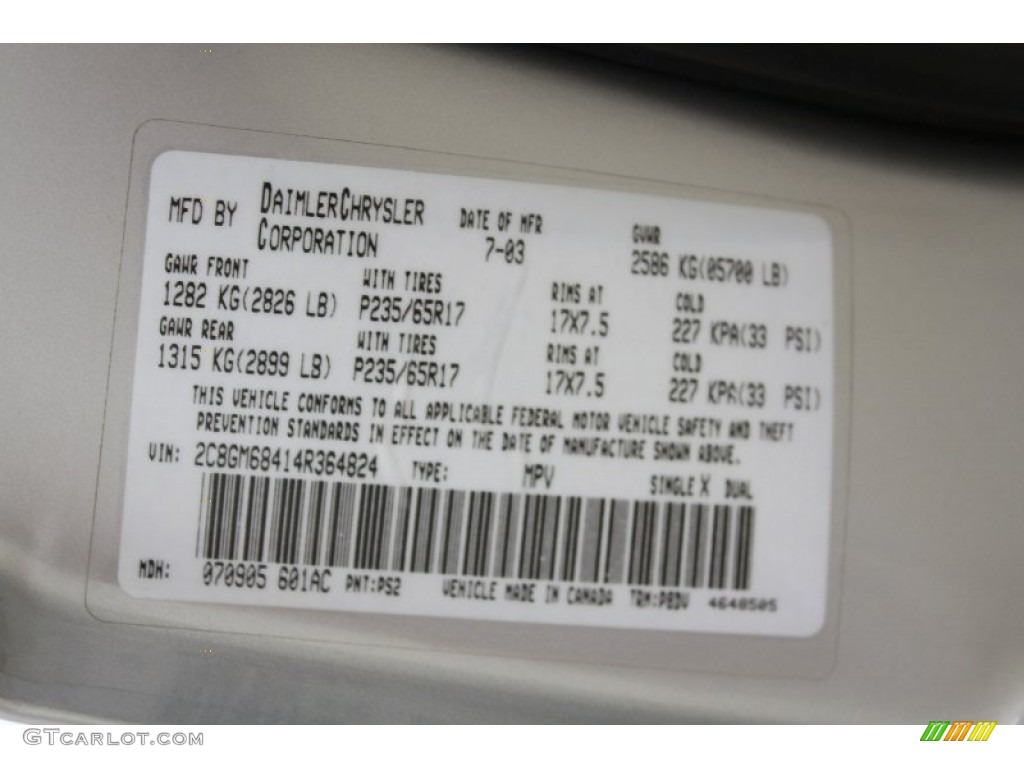 MFD BY DAIMLERCHRYSLER CORPORATION DATE OF MFR 7-03 GVWR 2586 KG(05700 LB)
GAWR FRONT WITH TIRES RIMS AT COLD
1282 KG(2826 LB) P235/65R17 17X7.5 227 KPA(33 PSI)
GAWR REAR WITH TIRES RIMS AT COLD
1315 KG(2899 LB) P235/65R17 17X7.5 227 KPA(33 PSI)
THIS VEHICLE CONFORMS TO ALL APPLICABLE FEDERAL MOTOR VEHICLE SAFETY AND THEFT
PREVENTION STANDARDS IN EFFECT ON THE DATE OF MANUFACTURE SHOWN ABOVE.
VIN: 2C8GM68414R364824 TYPE: MPV SINGLE X DUAL
MDH: 070905 601AC PNT:PS2 VEHICLE MADE IN CANADA TRM:P8DV 4648505
GTCarlot.com